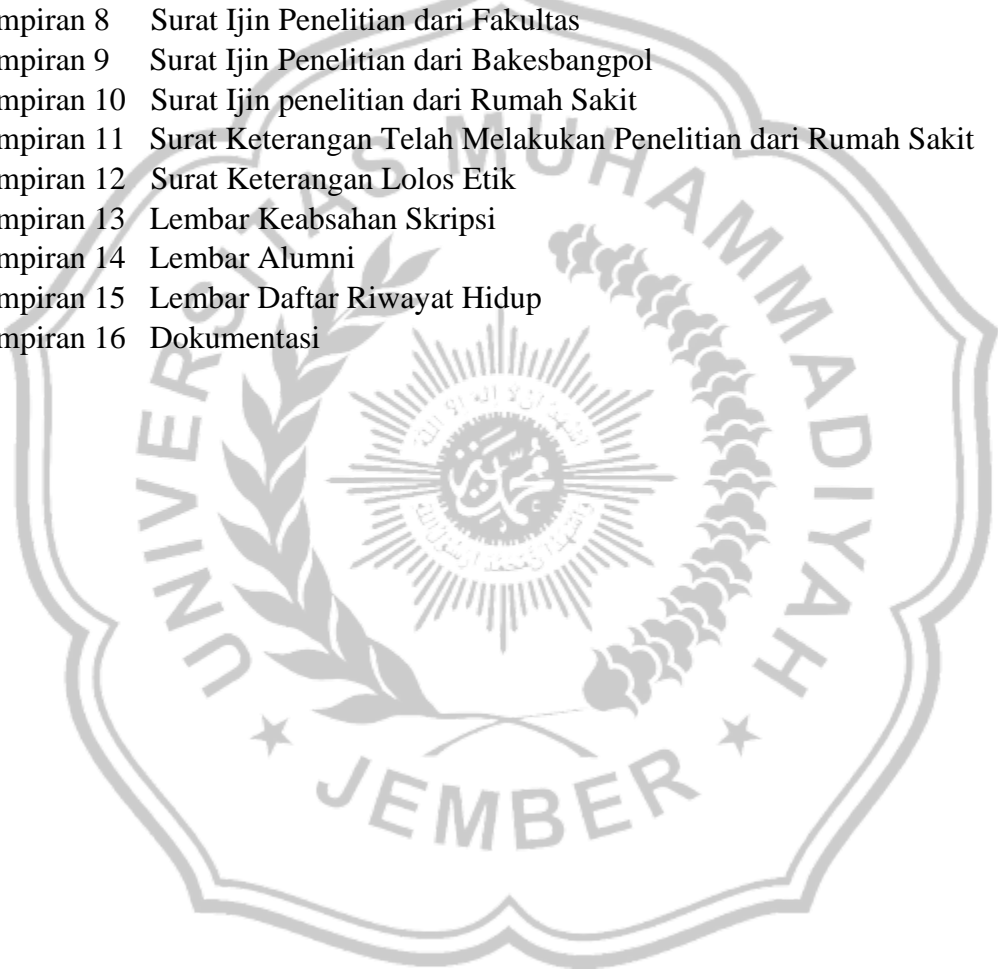 mpiran 8 Surat Ijin Penelitian dari Fakultas
mpiran 9 Surat Ijin Penelitian dari Bakesbangpol
mpiran 10 Surat Ijin penelitian dari Rumah Sakit
mpiran 11 Surat Keterangan Telah Melakukan Penelitian dari Rumah Sakit
mpiran 12 Surat Keterangan Lolos Etik
mpiran 13 Lembar Keabsahan Skripsi
mpiran 14 Lembar Alumni
mpiran 15 Lembar Daftar Riwayat Hidup
mpiran 16 Dokumentasi
UNIVERSITAS MUHAMMADIYAH
JEMBER